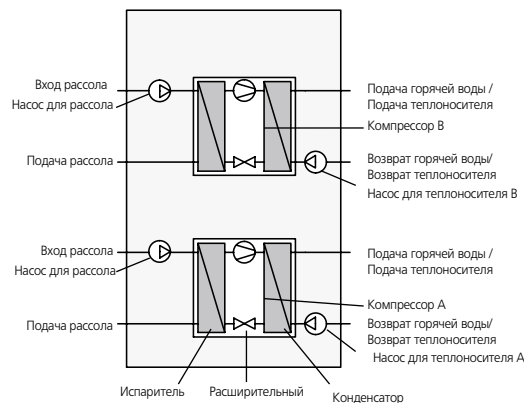 Вход рассола
Насос для рассола
Подача рассола
Подача горячей воды /
Подача теплоносителя
Компрессор B
Возврат горячей воды/
Возврат теплоносителя
Насос для теплоносителя B
Вход рассола
Насос для рассола
Подача рассола
Подача горячей воды /
Подача теплоносителя
Компрессор A
Возврат горячей воды/
Возврат теплоносителя
Насос для теплоносителя A
Испаритель
Расширительный
Конденсатор